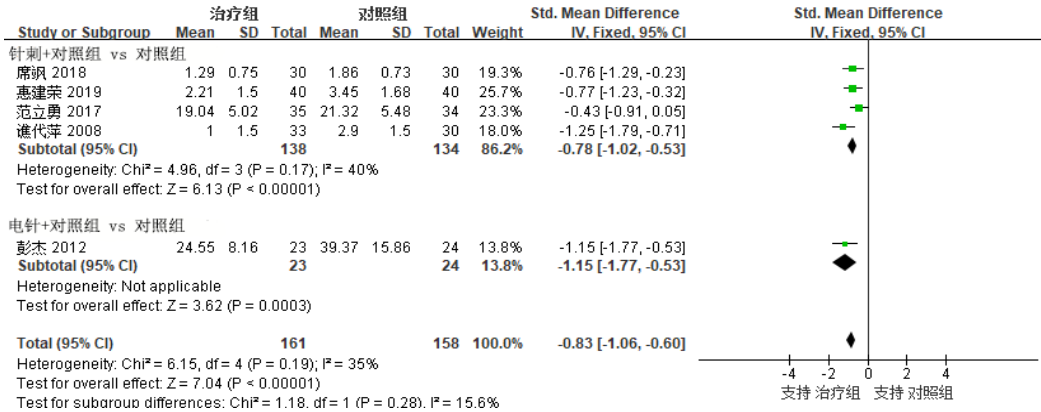 治疗组 对照组 Std. Mean Difference Std. Mean Difference
Study or Subgroup Mean SD Total Mean SD Total Weight IV, Fixed, 95% CI IV, Fixed, 95% CI
针刺+对照组 vs 对照组
席飒 2018 1.29 0.75 30 1.86 0.73 30 19.3% -0.76 [-1.29, -0.23]
惠建荣 2019 2.21 1.5 40 3.45 1.68 40 25.7% -0.77 [-1.23, -0.32]
范立勇 2017 19.04 5.02 35 21.32 5.48 34 23.3% -0.43 [-0.91, 0.05]
谯代萍 2008 1 1.5 33 2.9 1.5 30 18.0% -1.25 [-1.79, -0.71]
Subtotal (95% CI) 138 134 86.2% -0.78 [-1.02, -0.53]
Heterogeneity: Chi² = 4.96, df = 3 (P = 0.17); I² = 40%
Test for overall effect: Z = 6.13 (P < 0.00001)
电针+对照组 vs 对照组
彭杰 2012 24.55 8.16 23 39.37 15.86 24 13.8% -1.15 [-1.77, -0.53]
Subtotal (95% CI) 23 24 13.8% -1.15 [-1.77, -0.53]
Heterogeneity: Not applicable
Test for overall effect: Z = 3.62 (P = 0.0003)
Total (95% CI) 161 158 100.0% -0.83 [-1.06, -0.60]
Heterogeneity: Chi² = 6.15, df = 4 (P = 0.19); I² = 35%
Test for overall effect: Z = 7.04 (P < 0.00001)
Test for subgroup differences: Chi² = 1.18, df = 1 (P = 0.28), I² = 15.6%
-4 -2 0 2 4
支持 治疗组 支持 对照组